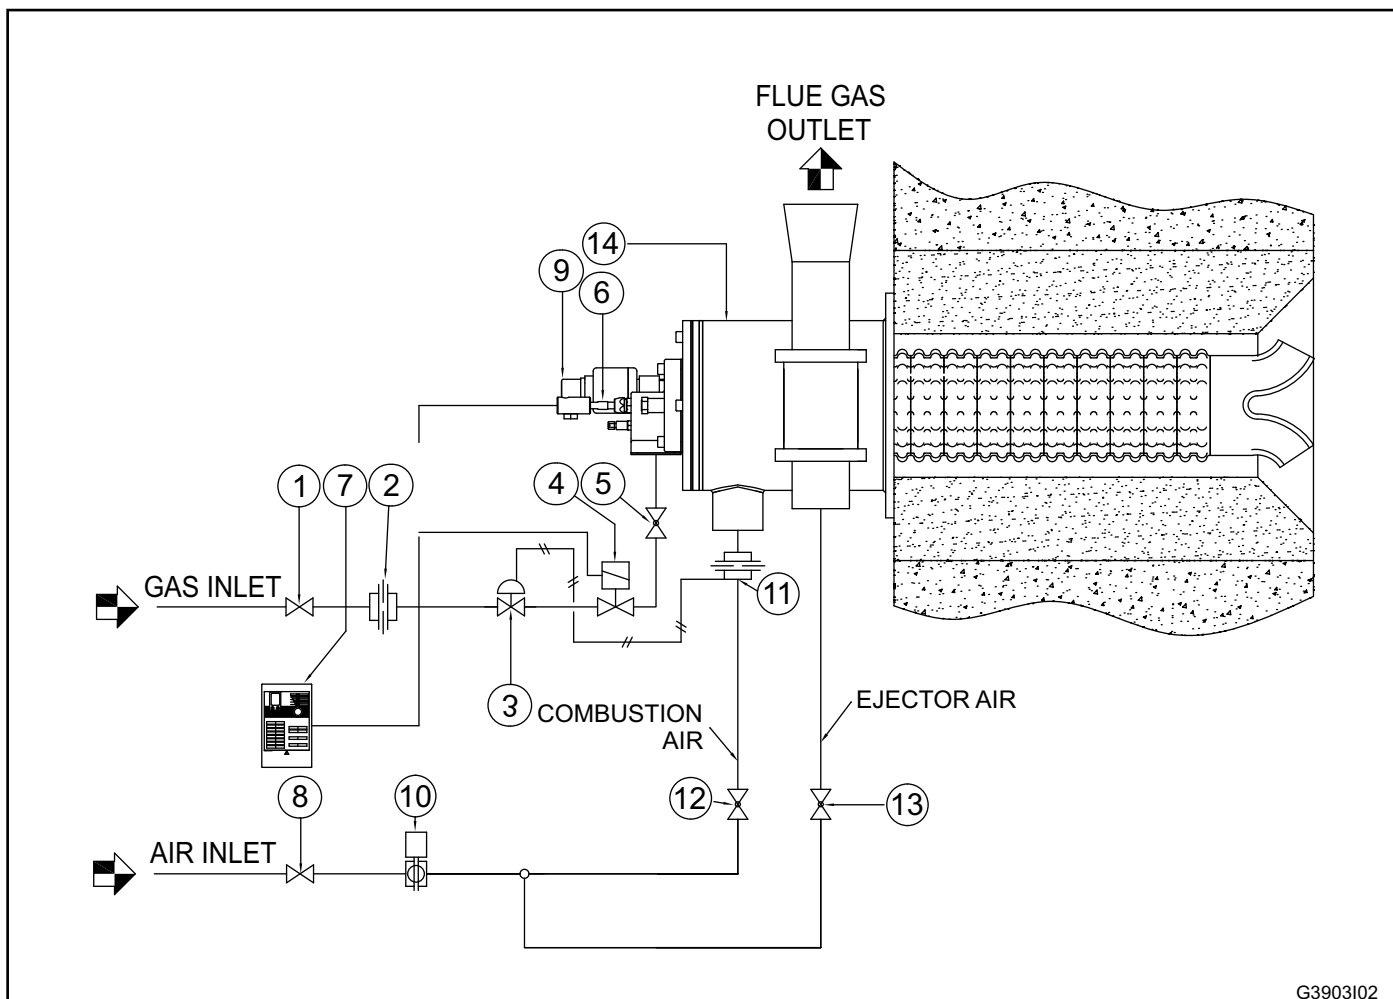 FLUE GAS
OUTLET
14
9
6
1
7
2
4
5
GAS INLET
11
3
COMBUSTION
AIR
EJECTOR AIR
8
10
12
13
AIR INLET
G3903I02